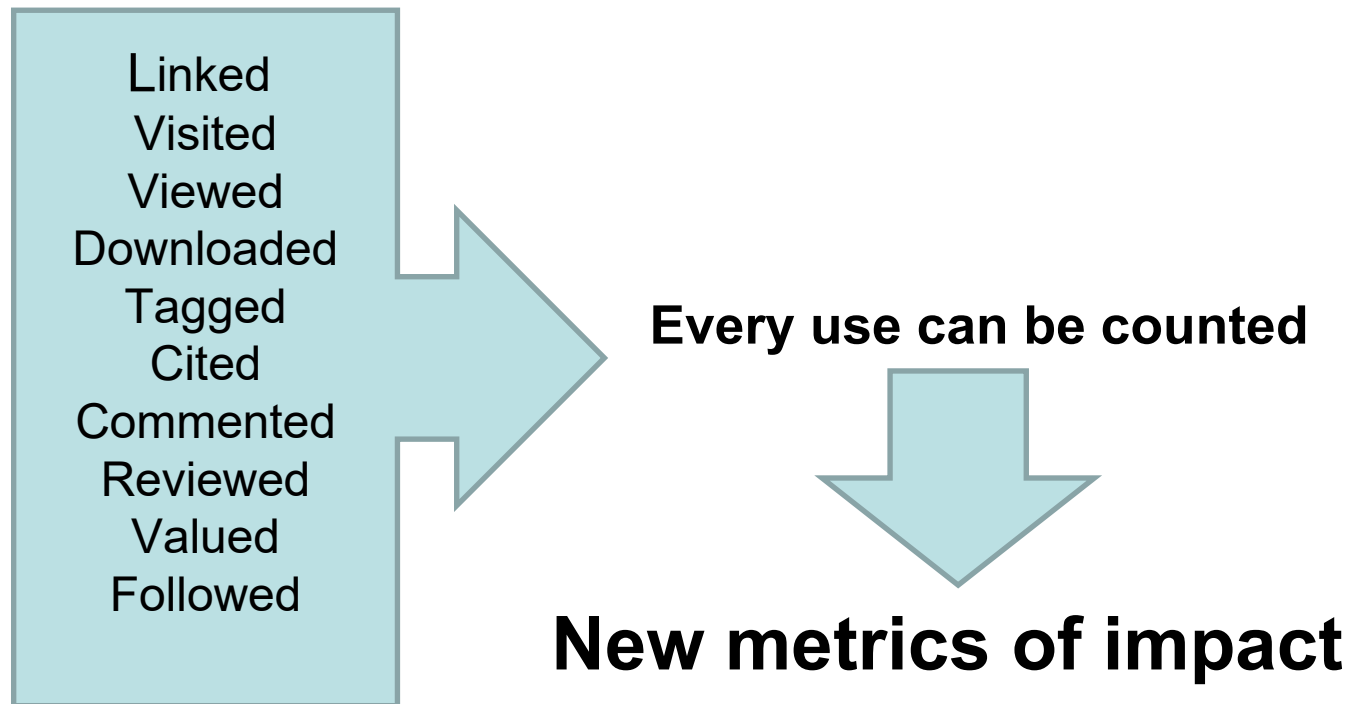 Linked
Visited
Viewed
Downloaded
Tagged
Cited
Commented
Reviewed
Valued
Followed
Every use can be counted
New metrics of impact